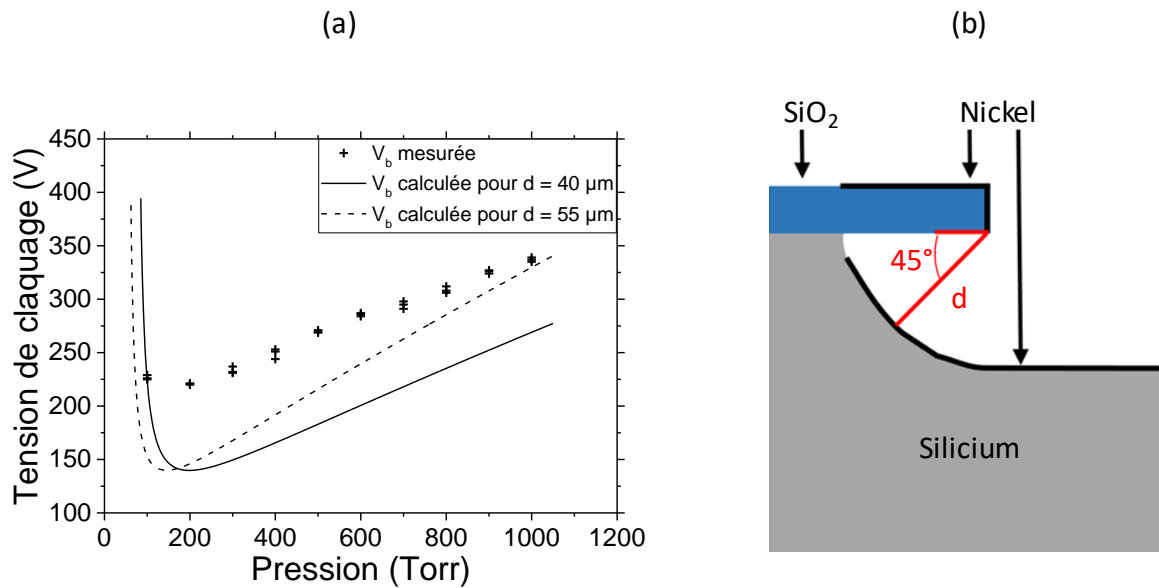 (a)
(b)
450
400
350
300
250
200
150
100
Tension de claquage (V)
V_b mesurée
V_b calculée pour d = 40 µm
V_b calculée pour d = 55 µm
0 200 400 600 800 1000 1200
Pression (Torr)
SiO₂ Nickel
45°
d
Silicium